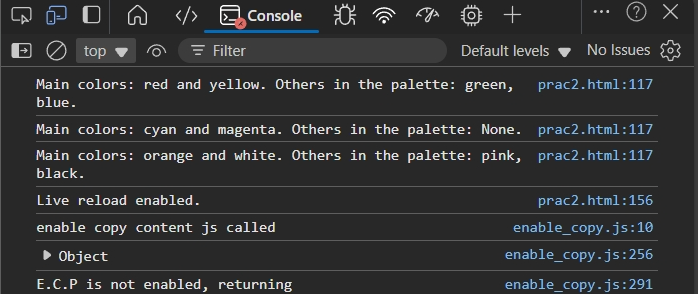 Console
top
Filter
Default levels
No Issues
Main colors: red and yellow. Others in the palette: green, prac2.html:117
blue.
Main colors: cyan and magenta. Others in the palette: None. prac2.html:117
Main colors: orange and white. Others in the palette: pink, prac2.html:117
black.
Live reload enabled. prac2.html:156
enable copy content js called enable_copy.js:10
Object enable_copy.js:256
E.C.P is not enabled, returning enable_copy.js:291